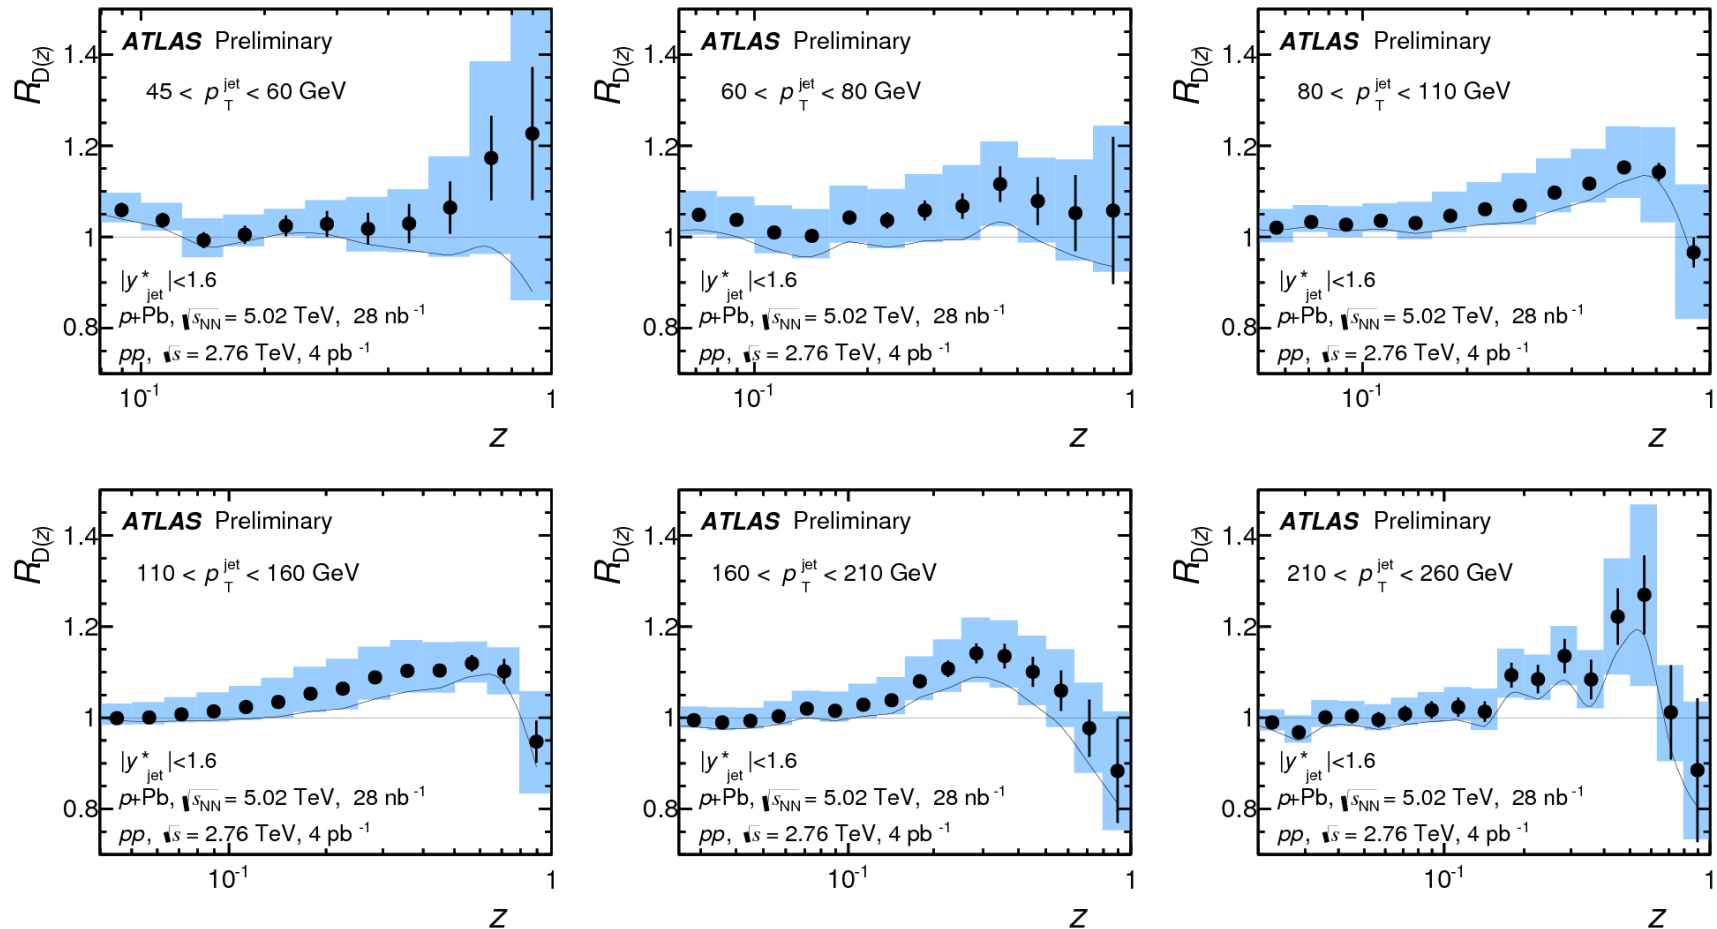 ATLAS Preliminary
45 < p_T^jet < 60 GeV
R_D(z)
1.4
1.2
1
0.8
|y*_jet|<1.6
p+Pb, √s_NN = 5.02 TeV, 28 nb⁻¹
pp, √s = 2.76 TeV, 4 pb⁻¹
10⁻¹ 1
z
ATLAS Preliminary
60 < p_T^jet < 80 GeV
R_D(z)
1.4
1.2
1
0.8
|y*_jet|<1.6
p+Pb, √s_NN = 5.02 TeV, 28 nb⁻¹
pp, √s = 2.76 TeV, 4 pb⁻¹
10⁻¹ 1
z
ATLAS Preliminary
80 < p_T^jet < 110 GeV
R_D(z)
1.4
1.2
1
0.8
|y*_jet|<1.6
p+Pb, √s_NN = 5.02 TeV, 28 nb⁻¹
pp, √s = 2.76 TeV, 4 pb⁻¹
10⁻¹ 1
z
ATLAS Preliminary
110 < p_T^jet < 160 GeV
R_D(z)
1.4
1.2
1
0.8
|y*_jet|<1.6
p+Pb, √s_NN = 5.02 TeV, 28 nb⁻¹
pp, √s = 2.76 TeV, 4 pb⁻¹
10⁻¹ 1
z
ATLAS Preliminary
160 < p_T^jet < 210 GeV
R_D(z)
1.4
1.2
1
0.8
|y*_jet|<1.6
p+Pb, √s_NN = 5.02 TeV, 28 nb⁻¹
pp, √s = 2.76 TeV, 4 pb⁻¹
10⁻¹ 1
z
ATLAS Preliminary
210 < p_T^jet < 260 GeV
R_D(z)
1.4
1.2
1
0.8
|y*_jet|<1.6
p+Pb, √s_NN = 5.02 TeV, 28 nb⁻¹
pp, √s = 2.76 TeV, 4 pb⁻¹
10⁻¹ 1
z